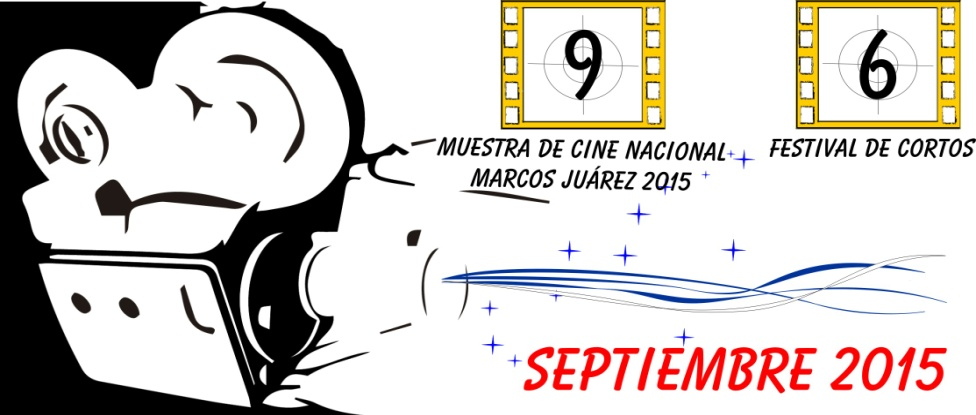 9
MUESTRA DE CINE NACIONAL
MARCOS JUÁREZ 2015
6
FESTIVAL DE CORTOS
SEPTIEMBRE 2015